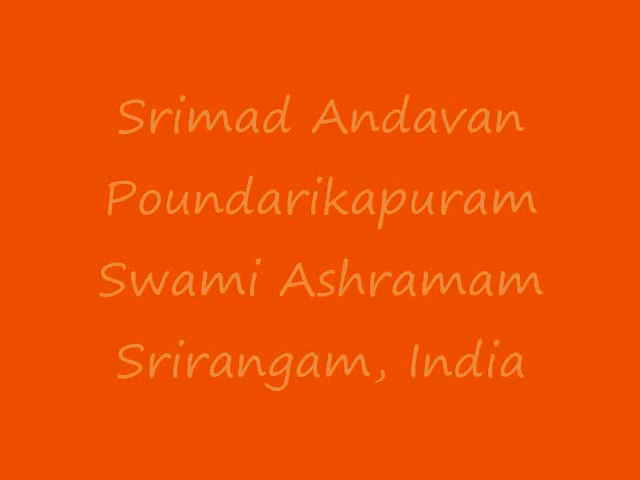 Srimad Andavan
Poundarikapuram
Swami Ashramam
Srirangam, India